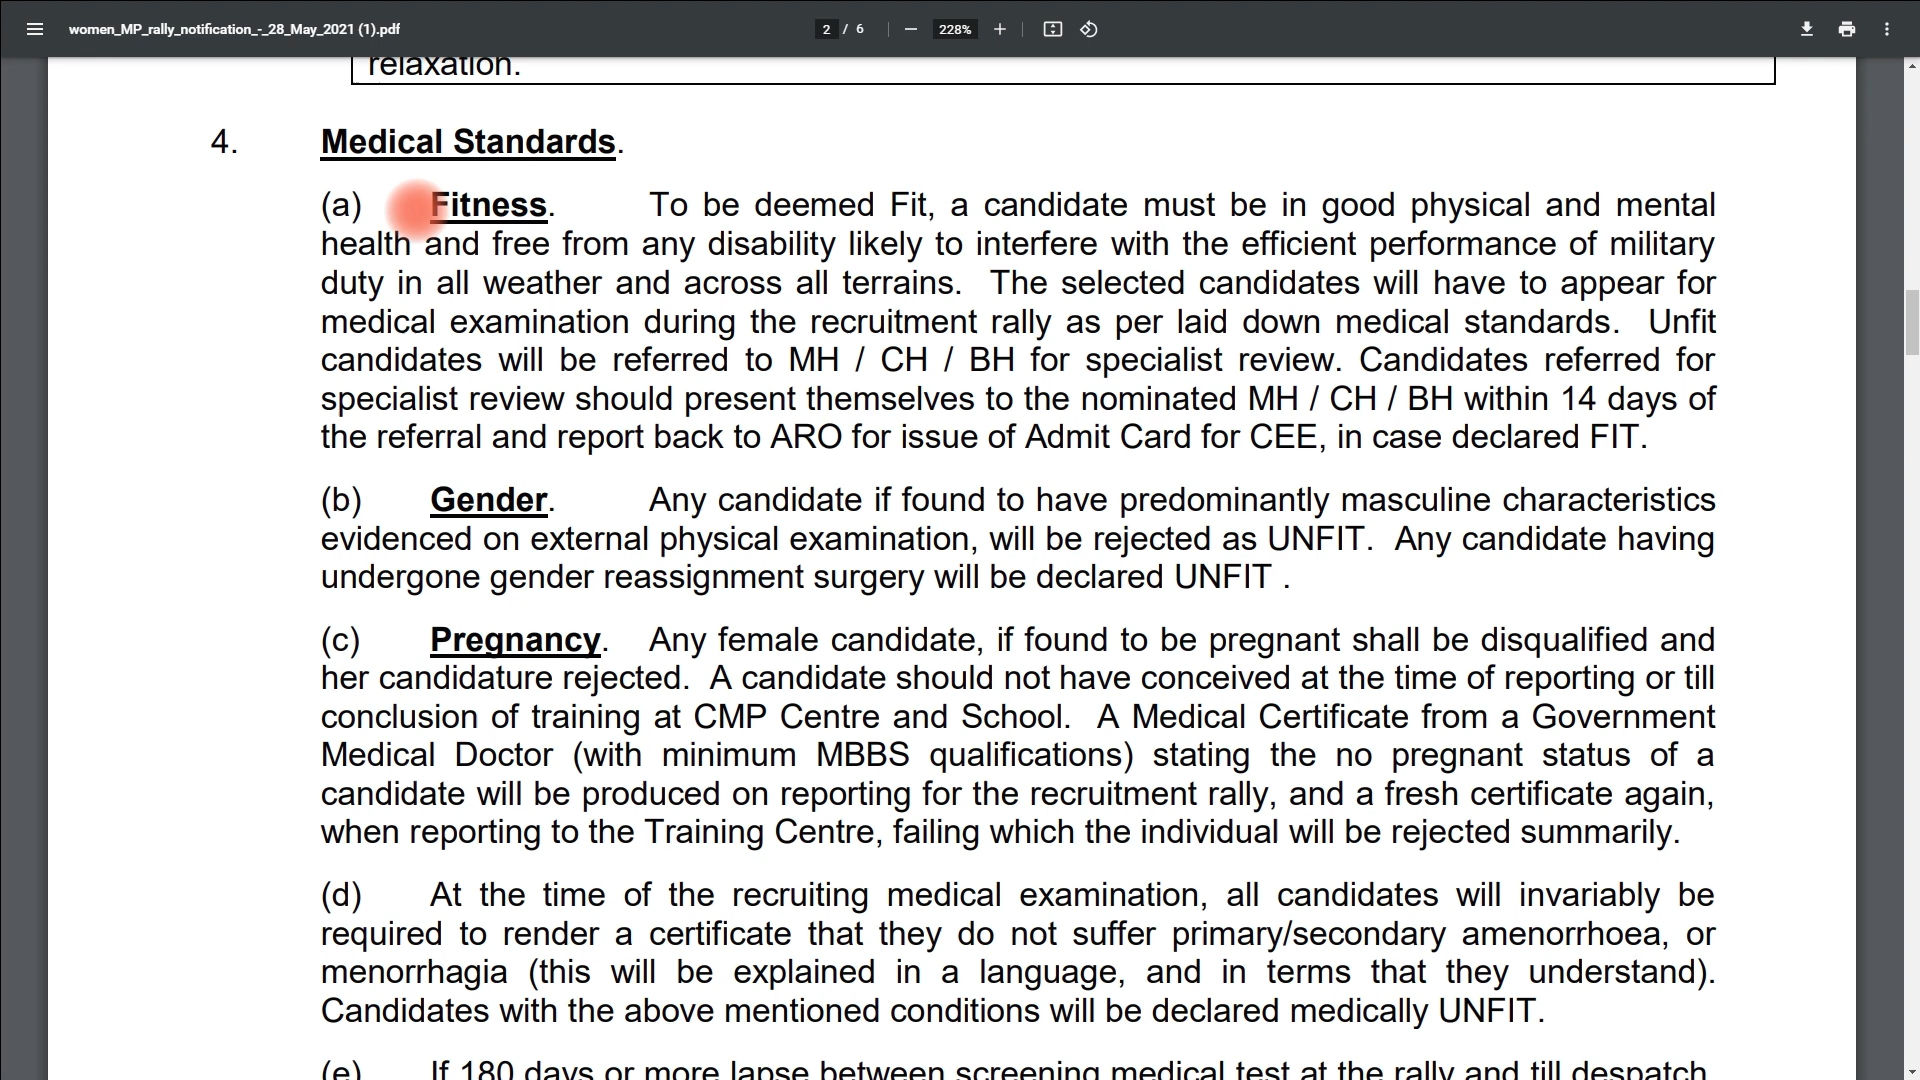 women_MP_rally_notification_-_28_May_2021 (1).pdf
2 / 6
228%
relaxation.
4. Medical Standards.
(a) Fitness. To be deemed Fit, a candidate must be in good physical and mental
health and free from any disability likely to interfere with the efficient performance of military
duty in all weather and across all terrains. The selected candidates will have to appear for
medical examination during the recruitment rally as per laid down medical standards. Unfit
candidates will be referred to MH / CH / BH for specialist review. Candidates referred for
specialist review should present themselves to the nominated MH / CH / BH within 14 days of
the referral and report back to ARO for issue of Admit Card for CEE, in case declared FIT.
(b) Gender. Any candidate if found to have predominantly masculine characteristics
evidenced on external physical examination, will be rejected as UNFIT. Any candidate having
undergone gender reassignment surgery will be declared UNFIT .
(c) Pregnancy. Any female candidate, if found to be pregnant shall be disqualified and
her candidature rejected. A candidate should not have conceived at the time of reporting or till
conclusion of training at CMP Centre and School. A Medical Certificate from a Government
Medical Doctor (with minimum MBBS qualifications) stating the no pregnant status of a
candidate will be produced on reporting for the recruitment rally, and a fresh certificate again,
when reporting to the Training Centre, failing which the individual will be rejected summarily.
(d) At the time of the recruiting medical examination, all candidates will invariably be
required to render a certificate that they do not suffer primary/secondary amenorrhoea, or
menorrhagia (this will be explained in a language, and in terms that they understand).
Candidates with the above mentioned conditions will be declared medically UNFIT.
(e) If 180 days or more lapse between screening medical test at the rally and till despatch